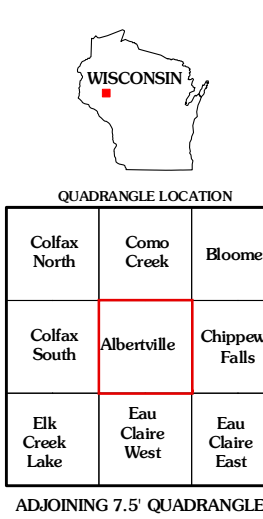 WISCONSIN
QUADRANGLE LOCATION
Colfax North
Como Creek
Bloome
Colfax South
Albertville
Chippew Falls
Elk Creek Lake
Eau Claire West
Eau Claire East
ADJOINING 7.5' QUADRANGLE